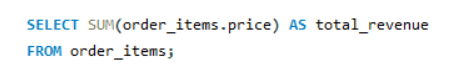 SELECT SUM(order_items.price) AS total_revenue
FROM order_items;